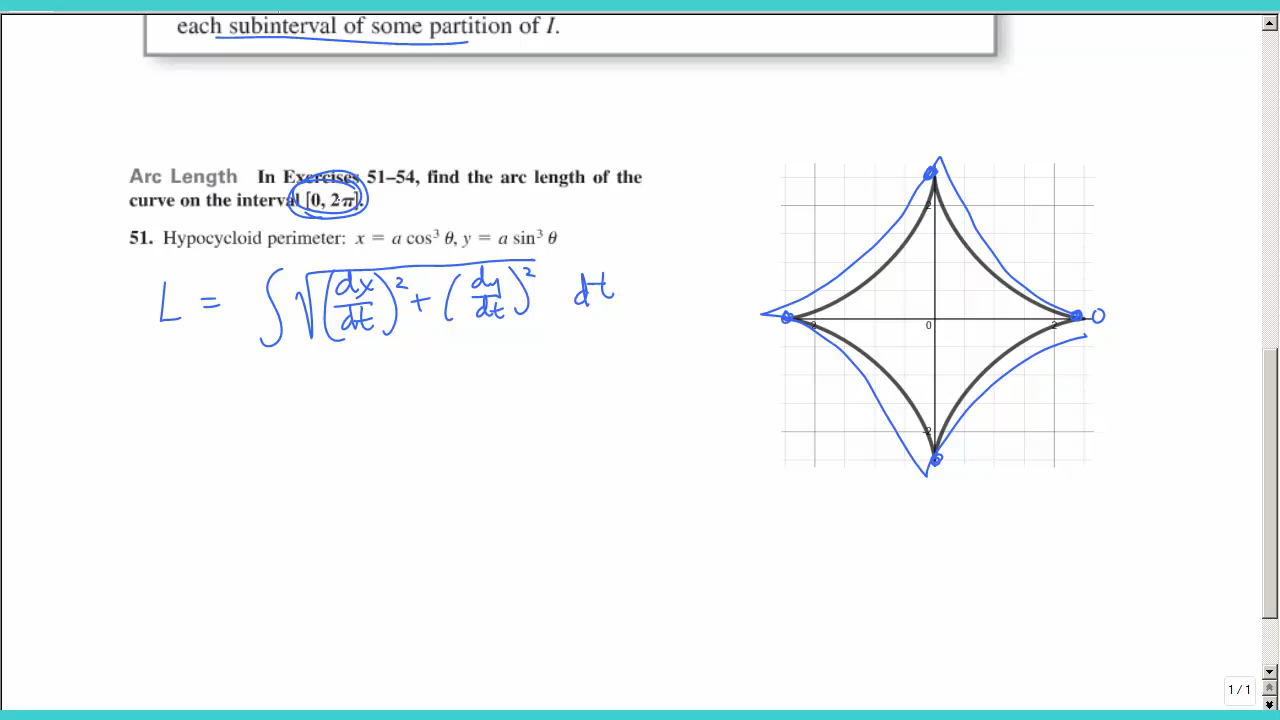 each subinterval of some partition of I.
Arc Length In Exercises 51–54, find the arc length of the
curve on the interval [0, 2π].
51. Hypocycloid perimeter: x = a cos³ θ, y = a sin³ θ
L = ∫ √((dx/dt)² + (dy/dt)²) dt
2
0
0
2
-2
1 / 1